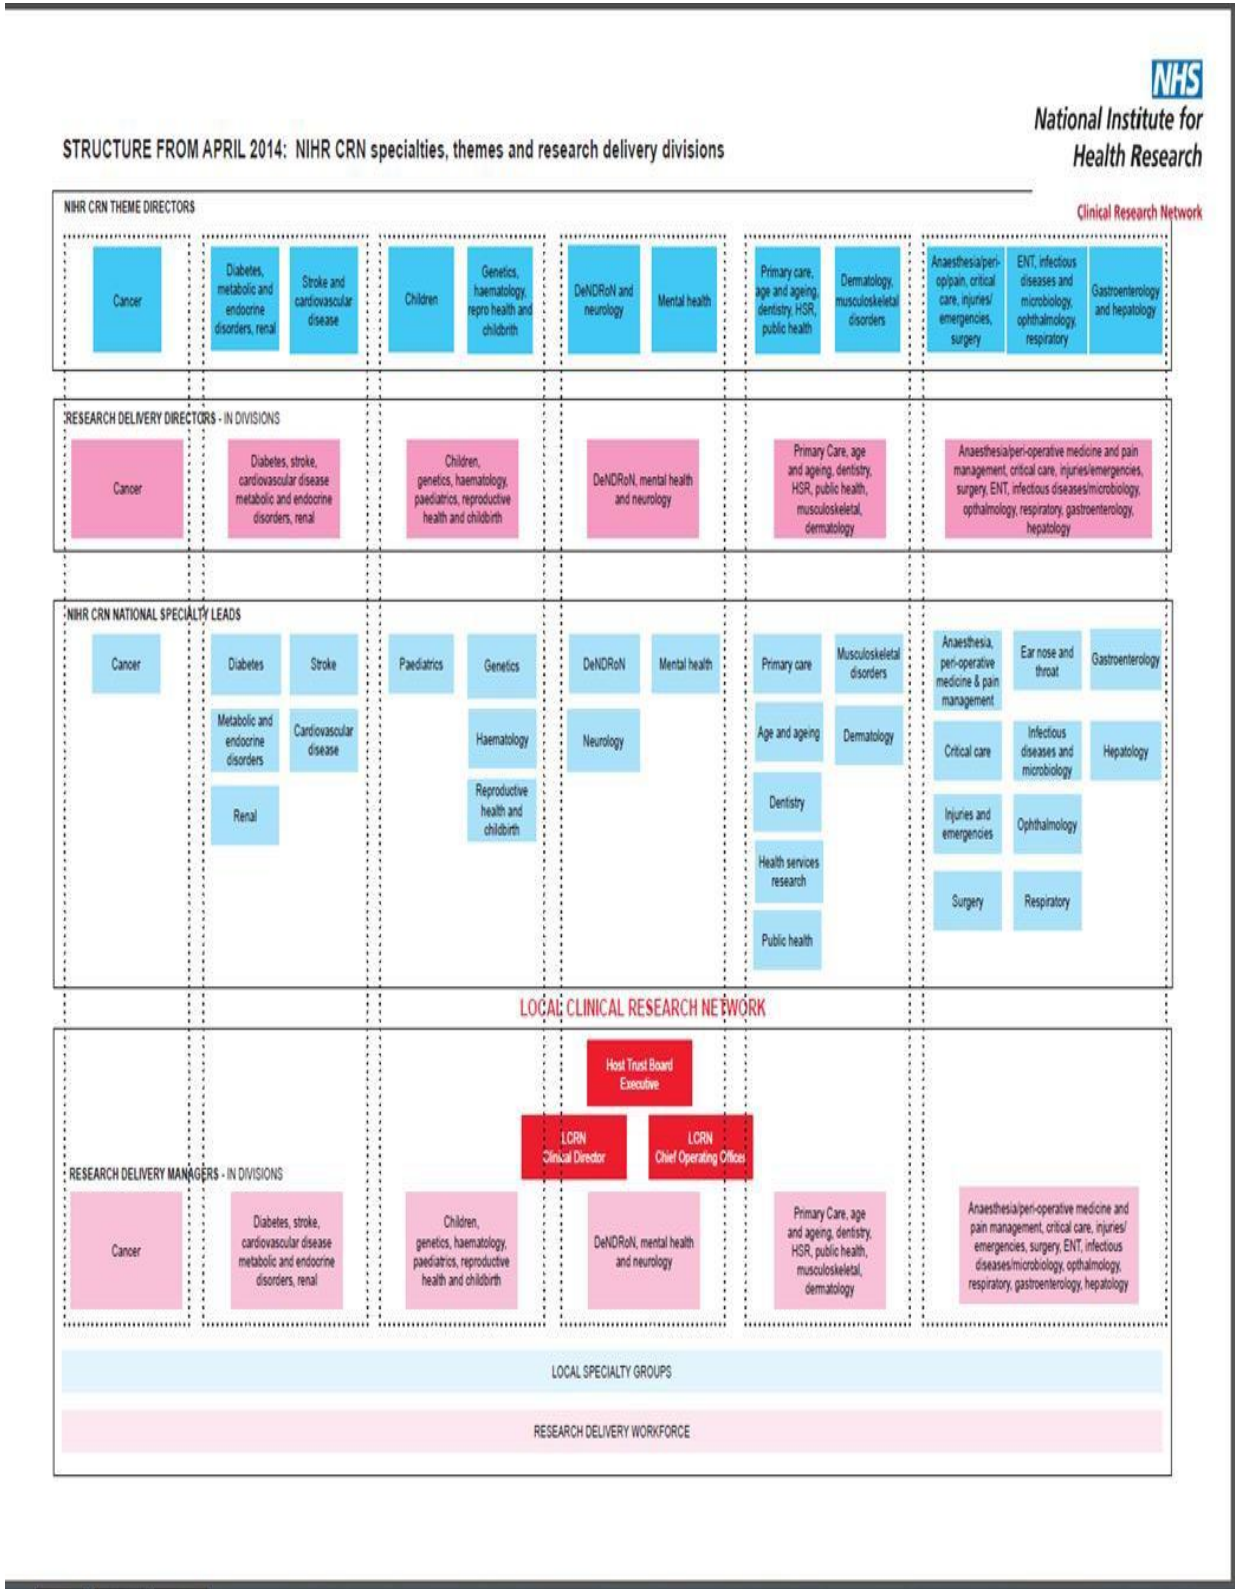 NHS
National Institute for
Health Research
Clinical Research Network
STRUCTURE FROM APRIL 2014: NIHR CRN specialties, themes and research delivery divisions
NIHR CRN THEME DIRECTORS
Cancer
Diabetes,
metabolic and
endocrine
disorders, renal
Stroke and
cardiovascular
disease
Children
Genetics,
haematology,
repro health and
childbrith
DeNDRoN and
neurology
Mental health
Primary care,
age and ageing,
dentistry, HSR,
public health
Dermatology,
musculoskeletal
disorders
Anaesthesia/peri-
op/pain, critical
care, injuries/
emergencies,
surgery
ENT, infectious
diseases and
microbiology,
ophthalmology,
respiratory
Gastroenterology
and hepatology
RESEARCH DELIVERY DIRECTORS - IN DIVISIONS
Cancer
Diabetes, stroke,
cardiovascular disease
metabolic and endocrine
disorders, renal
Children,
genetics, haematology,
paediatrics, reproductive
health and childbirth
DeNDRoN, mental health
and neurology
Primary Care, age
and ageing, dentistry,
HSR, public health,
musculoskeletal,
dermatology
Anaesthesia/peri-operative medicine and pain
management, critical care, injuries/emergencies,
surgery, ENT, infectious diseases/microbiology,
opthalmology, respiratory, gastroenterology,
hepatology
NIHR CRN NATIONAL SPECIALTY LEADS
Cancer
Diabetes
Metabolic and
endocrine
disorders
Renal
Stroke
Cardiovascular
disease
Paediatrics
Genetics
Haematology
Reproductive
health and
childbirth
DeNDRoN
Neurology
Mental health
Primary care
Age and ageing
Dentistry
Health services
research
Public health
Musculoskeletal
disorders
Dermatology
Anaesthesia,
peri-operative
medicine & pain
management
Critical care
Injuries and
emergencies
Surgery
Ear nose and
throat
Infectious
diseases and
microbiology
Ophthalmology
Respiratory
Gastroenterology
Hepatology
LOCAL CLINICAL RESEARCH NETWORK
Host Trust Board
Executive
LCRN
Clinical Director
LCRN
Chief Operating Officer
RESEARCH DELIVERY MANAGERS - IN DIVISIONS
Cancer
Diabetes, stroke,
cardiovascular disease
metabolic and endocrine
disorders, renal
Children,
genetics, haematology,
paediatrics, reproductive
health and childbirth
DeNDRoN, mental health
and neurology
Primary Care, age
and ageing, dentistry,
HSR, public health,
musculoskeletal,
dermatology
Anaesthesia/peri-operative medicine and
pain management, critical care, injuries/
emergencies, surgery, ENT, infectious
diseases/microbiology, opthalmology,
respiratory, gastroenterology, hepatology
LOCAL SPECIALTY GROUPS
RESEARCH DELIVERY WORKFORCE